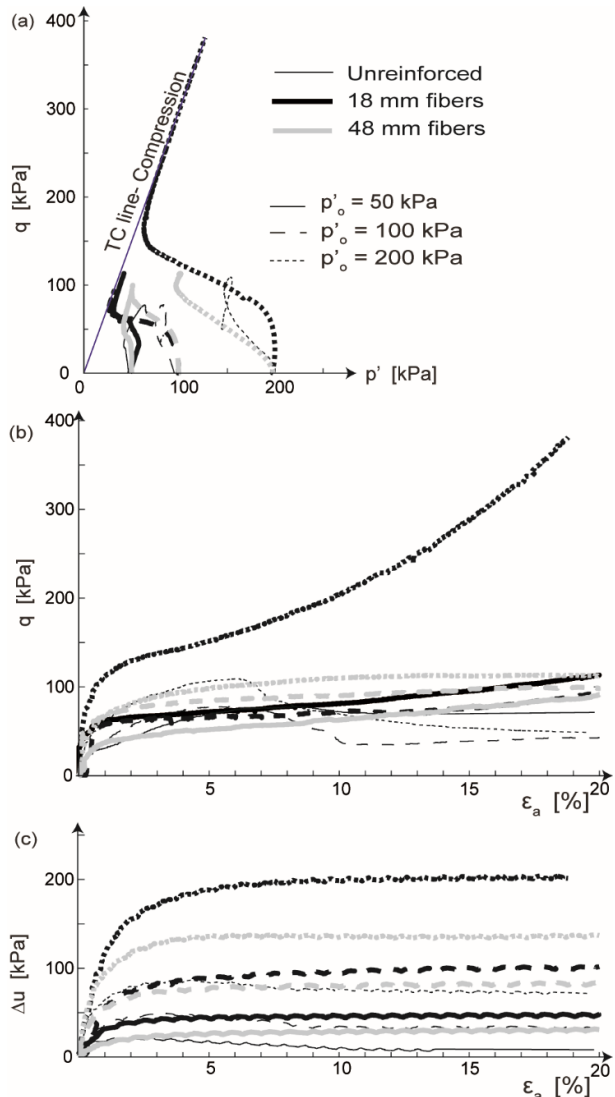 (a)
400
300
200
100
0
q [kPa]
TC line- Compression
Unreinforced
18 mm fibers
48 mm fibers
p'o = 50 kPa
p'o = 100 kPa
p'o = 200 kPa
0
100
200
p' [kPa]
(b)
400
300
200
100
0
q [kPa]
5
10
15
20
εa [%]
(c)
200
100
0
Δu [kPa]
5
10
15
20
εa [%]